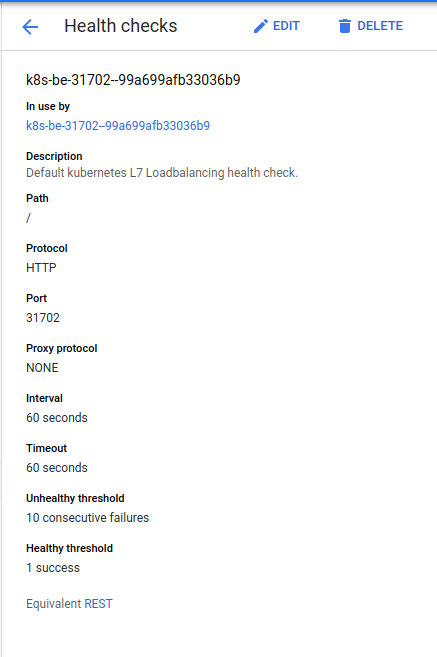 Health checks
EDIT
DELETE
k8s-be-31702--99a699afb33036b9
In use by
k8s-be-31702--99a699afb33036b9
Description
Default kubernetes L7 Loadbalancing health check.
Path
/
Protocol
HTTP
Port
31702
Proxy protocol
NONE
Interval
60 seconds
Timeout
60 seconds
Unhealthy threshold
10 consecutive failures
Healthy threshold
1 success
Equivalent REST